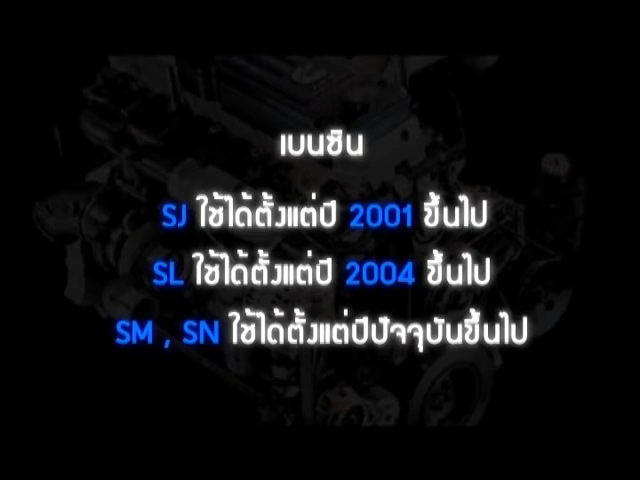 เบนซิน
SJ ใช้ได้ตั้งแต่ปี 2001 ขึ้นไป
SL ใช้ได้ตั้งแต่ปี 2004 ขึ้นไป
SM , SN ใช้ได้ตั้งแต่ปีปัจจุบันขึ้นไป